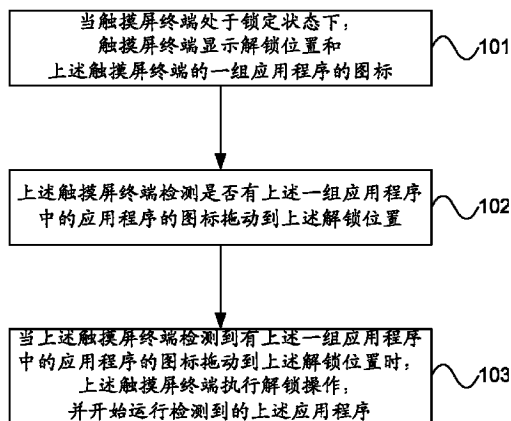 当触摸屏终端处于锁定状态下，
触摸屏终端显示解锁位置和
上述触摸屏终端的一组应用程序的图标
101
上述触摸屏终端检测是否有上述一组应用程序
中的应用程序的图标拖动到上述解锁位置
102
当上述触摸屏终端检测到有上述一组应用程序
中的应用程序的图标拖动到上述解锁位置时，
上述触摸屏终端执行解锁操作，
并开始运行检测到的上述应用程序
103